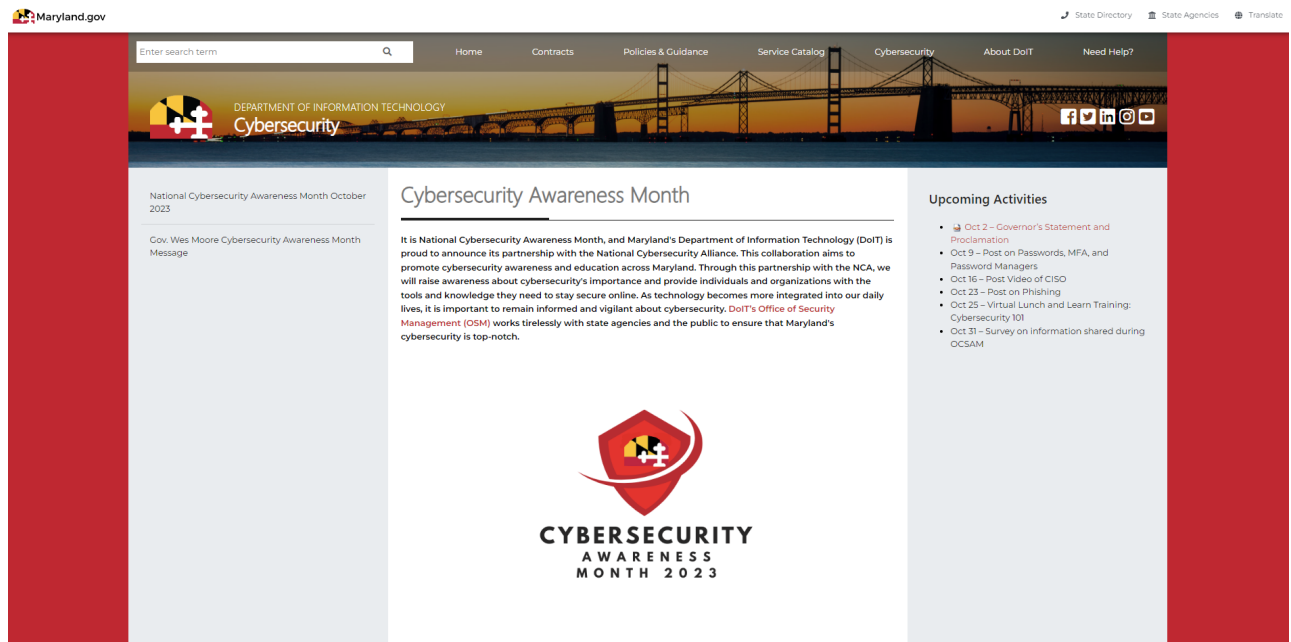 Maryland.gov
State Directory
State Agencies
Translate
Enter search term
Home
Contracts
Policies & Guidance
Service Catalog
Cybersecurity
About DoIT
Need Help?
DEPARTMENT OF INFORMATION TECHNOLOGY
Cybersecurity
National Cybersecurity Awareness Month October
2023
Gov. Wes Moore Cybersecurity Awareness Month
Message
Cybersecurity Awareness Month
It is National Cybersecurity Awareness Month, and Maryland's Department of Information Technology (DoIT) is
proud to announce its partnership with the National Cybersecurity Alliance. This collaboration aims to
promote cybersecurity awareness and education across Maryland. Through this partnership with the NCA, we
will raise awareness about cybersecurity's importance and provide individuals and organizations with the
tools and knowledge they need to stay secure online. As technology becomes more integrated into our daily
lives, it is important to remain informed and vigilant about cybersecurity. DoIT's Office of Security
Management (OSM) works tirelessly with state agencies and the public to ensure that Maryland's
cybersecurity is top-notch.
CYBERSECURITY
AWARENESS
MONTH 2023
Upcoming Activities
Oct 2 – Governor's Statement and
Proclamation
Oct 9 – Post on Passwords, MFA, and
Password Managers
Oct 16 – Post Video of CISO
Oct 23 – Post on Phishing
Oct 25 – Virtual Lunch and Learn Training:
Cybersecurity 101
Oct 31 – Survey on information shared during
OCSAM